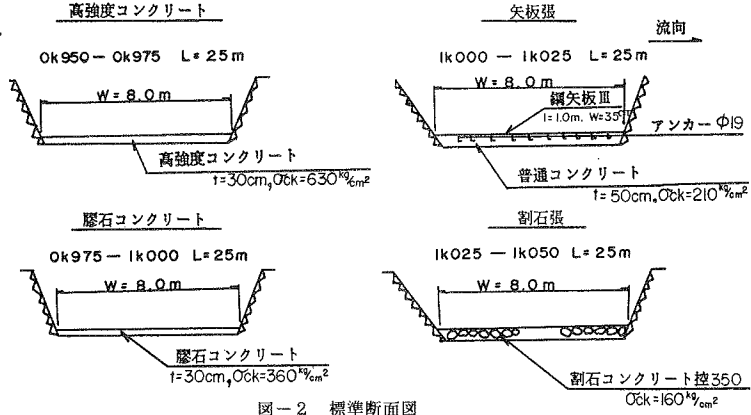 高強度コンクリート
0k950 - 0k975 L= 25m
W = 8.0m
高強度コンクリート
t=30cm,σck=630kg/cm²
矢板張
流向
1k000 - 1k025 L= 25m
W = 8.0m
鋼矢板Ⅲ
l=1.0m. W=35cm
アンカー Φ19
普通コンクリート
t=50cm.σck=210kg/cm²
膠石コンクリート
0k975 - 1k000 L=25m
W = 8.0m
膠石コンクリート
t=30cm,σck=360kg/cm²
割石張
1k025 - 1k050 L=25m
W = 8.0m
割石コンクリート控350
σck=160kg/cm²
図-2 標準断面図